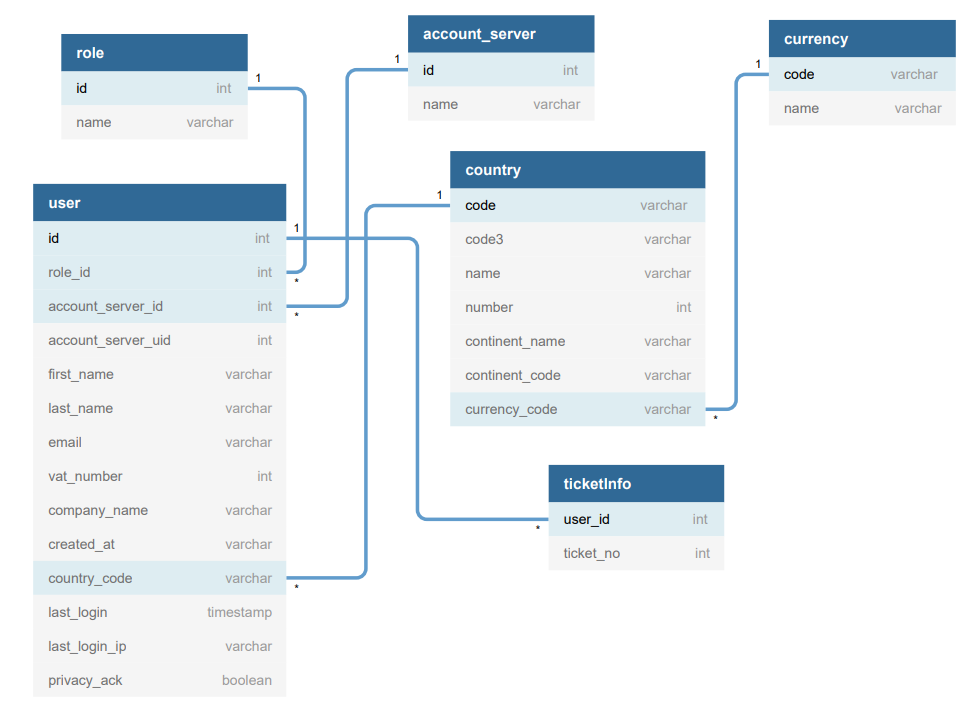 role
id int
name varchar
1
account_server
id int
name varchar
1
currency
code varchar
name varchar
1
user
id int
role_id int
account_server_id int
account_server_uid int
first_name varchar
last_name varchar
email varchar
vat_number int
company_name varchar
created_at varchar
country_code varchar
last_login timestamp
last_login_ip varchar
privacy_ack boolean
1
*
*
*
country
code varchar
code3 varchar
name varchar
number int
continent_name varchar
continent_code varchar
currency_code varchar
1
*
ticketInfo
user_id int
ticket_no int
*